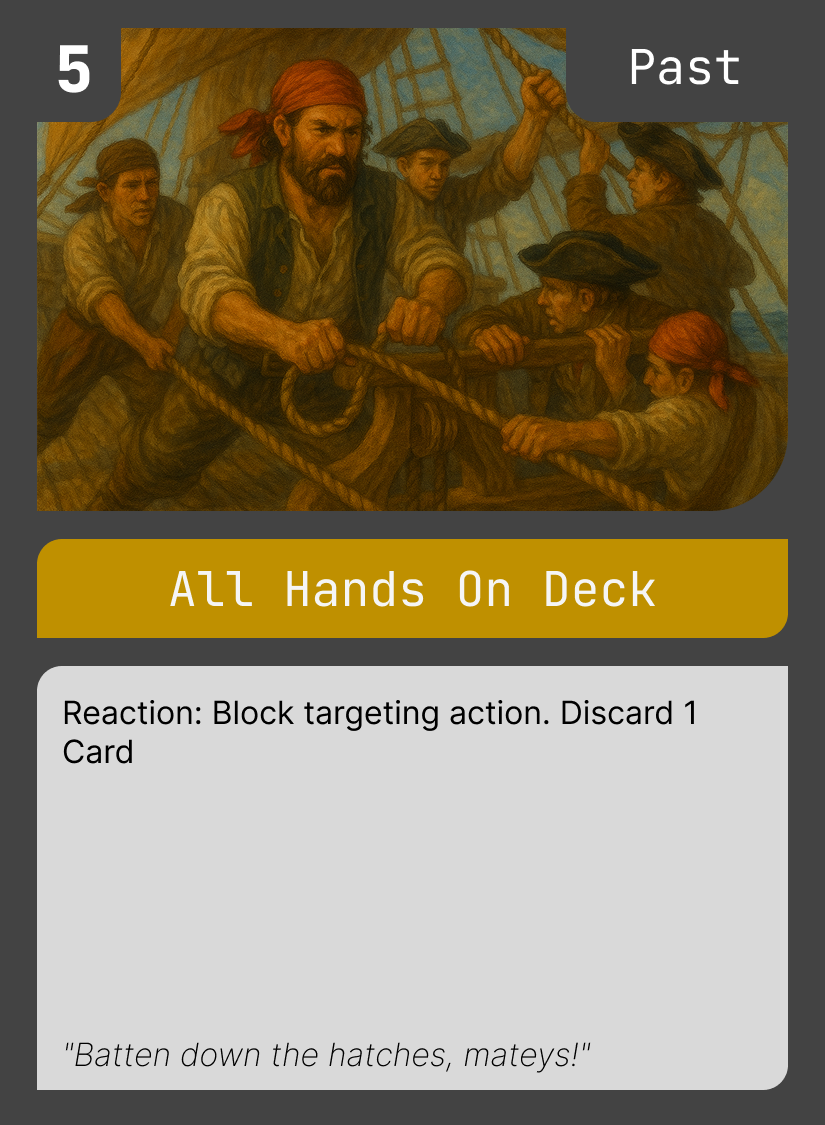 5
Past
All Hands On Deck
Reaction: Block targeting action. Discard 1
Card
"Batten down the hatches, mateys!"